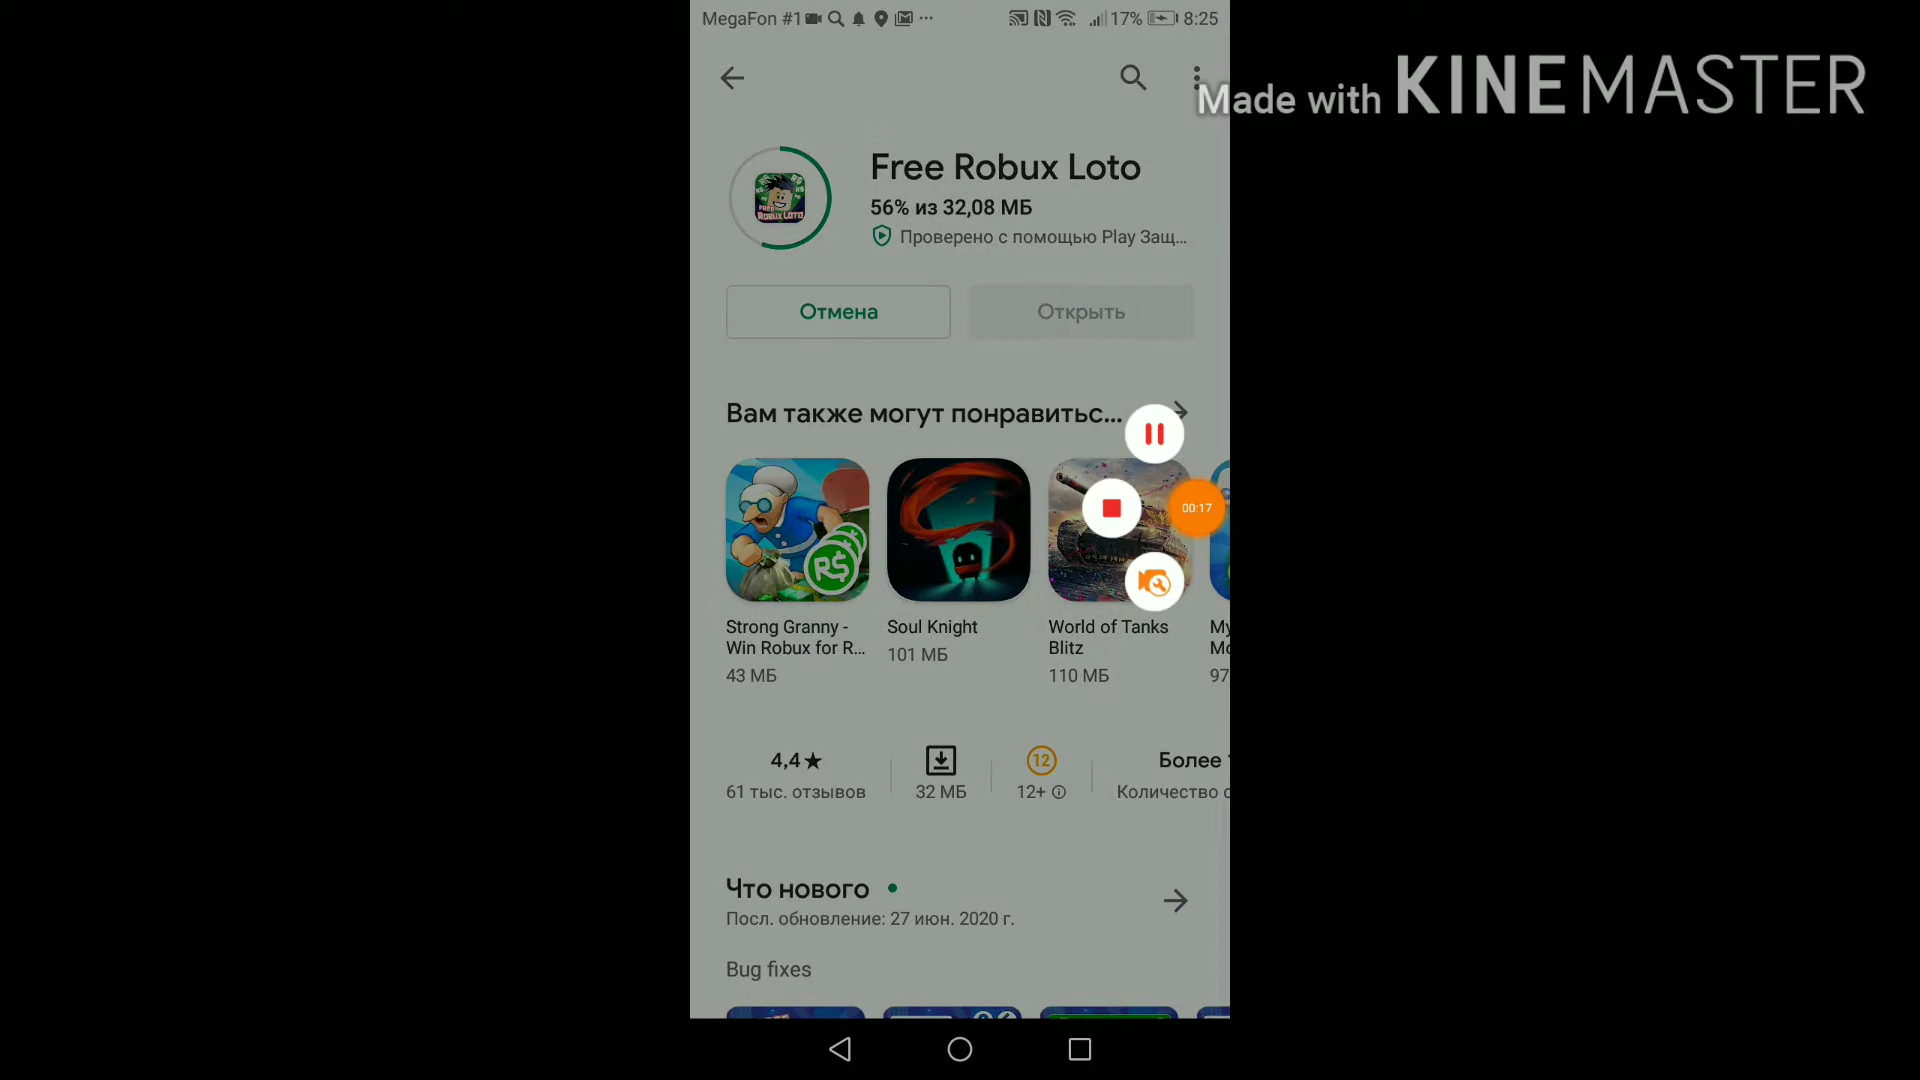 MegaFon #1
17% 8:25
Made with KINEMASTER
Free Robux Loto
56% из 32,08 МБ
Проверено с помощью Play Защ...
Отмена
Открыть
Вам также могут понравитьс...
00:17
R$
Strong Granny -
Win Robux for R...
43 МБ
Soul Knight
101 МБ
World of Tanks
Blitz
110 МБ
97
4,4★
61 тыс. отзывов
32 МБ
12
12+
Более
Количество
Что нового
Посл. обновление: 27 июн. 2020 г.
Bug fixes